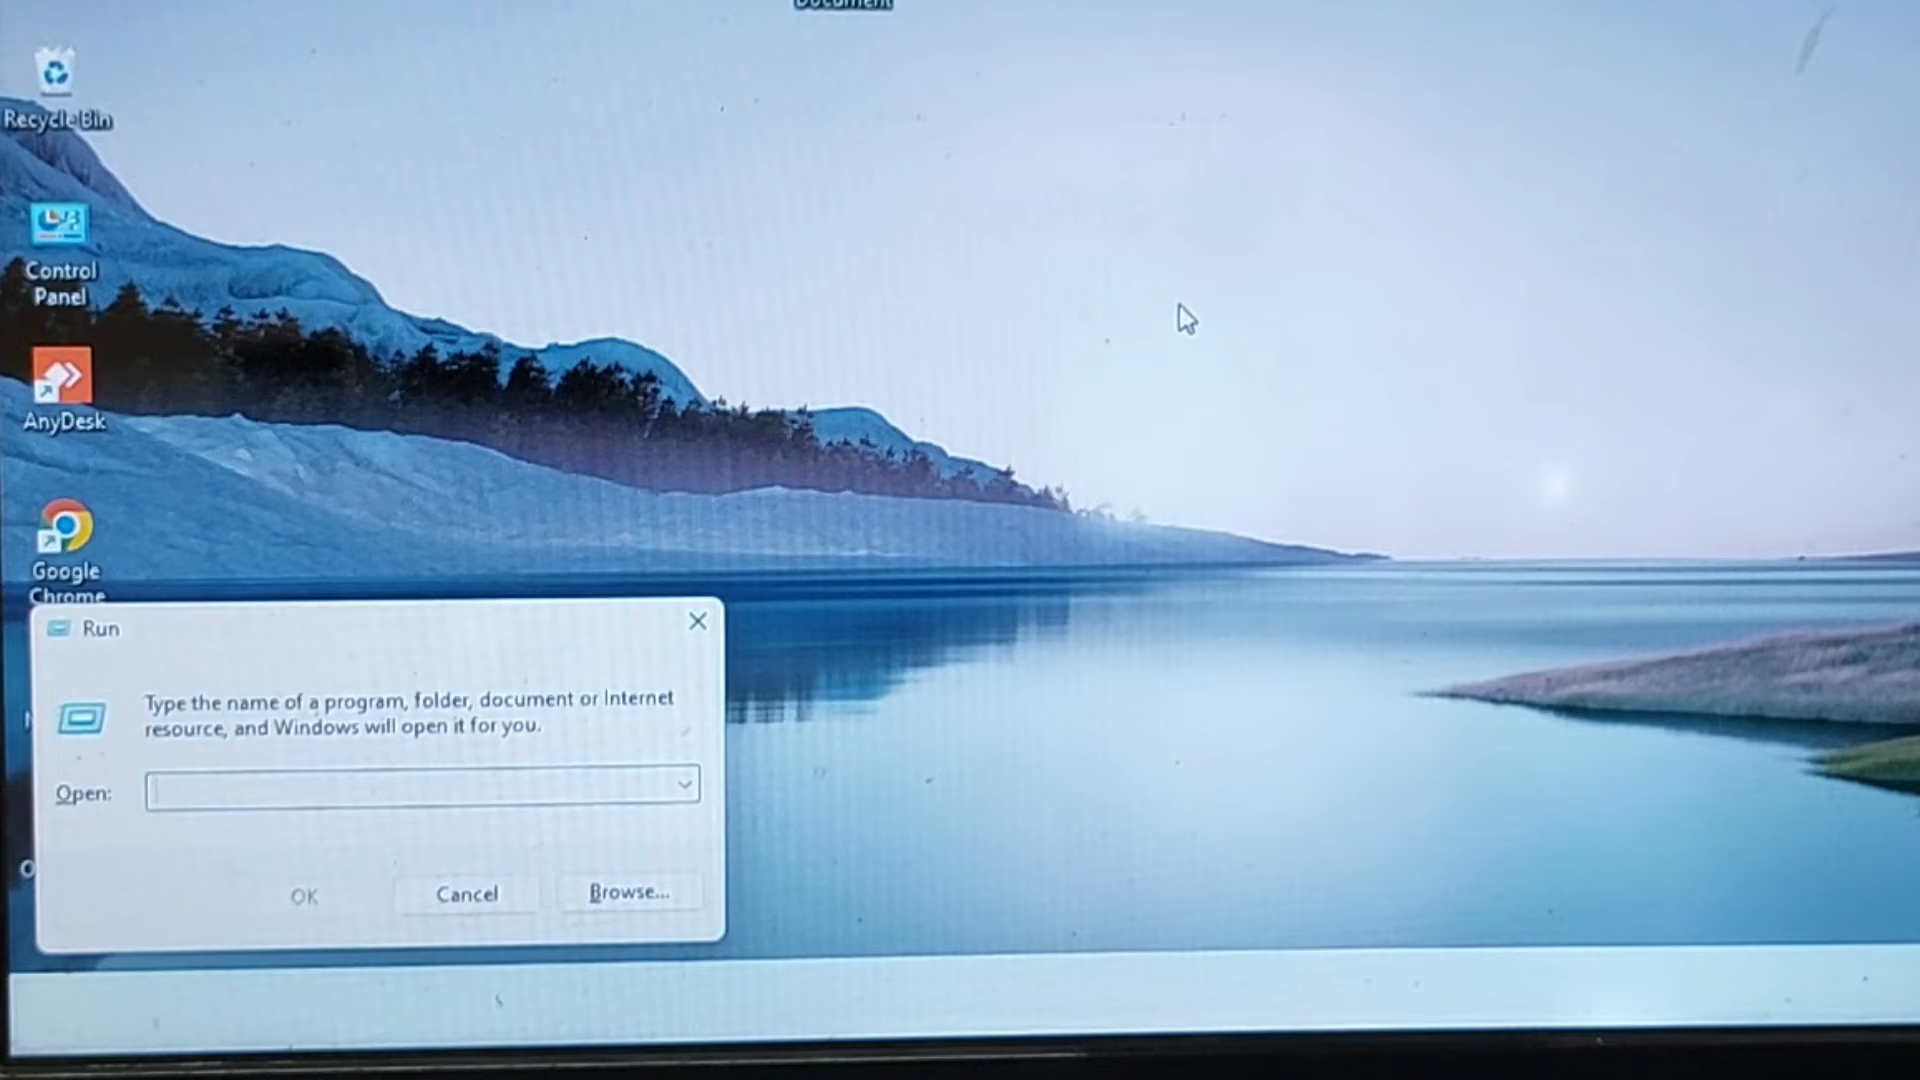 Document
Recycle Bin
Control
Panel
AnyDesk
Google
Chrome
Run
Type the name of a program, folder, document or Internet
resource, and Windows will open it for you.
Open:
OK
Cancel
Browse...